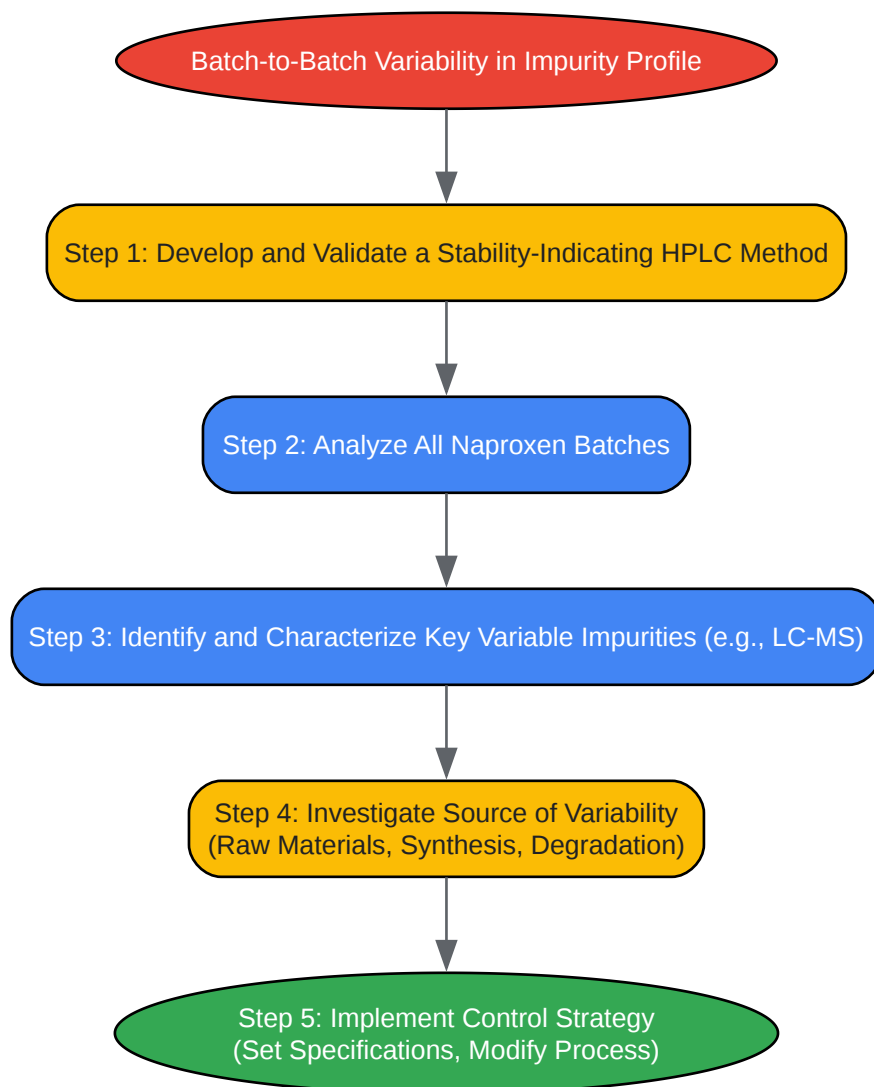 Batch-to-Batch Variability in Impurity Profile
Step 1: Develop and Validate a Stability-Indicating HPLC Method
Step 2: Analyze All Naproxen Batches
Step 3: Identify and Characterize Key Variable Impurities (e.g., LC-MS)
Step 4: Investigate Source of Variability
(Raw Materials, Synthesis, Degradation)
Step 5: Implement Control Strategy
(Set Specifications, Modify Process)